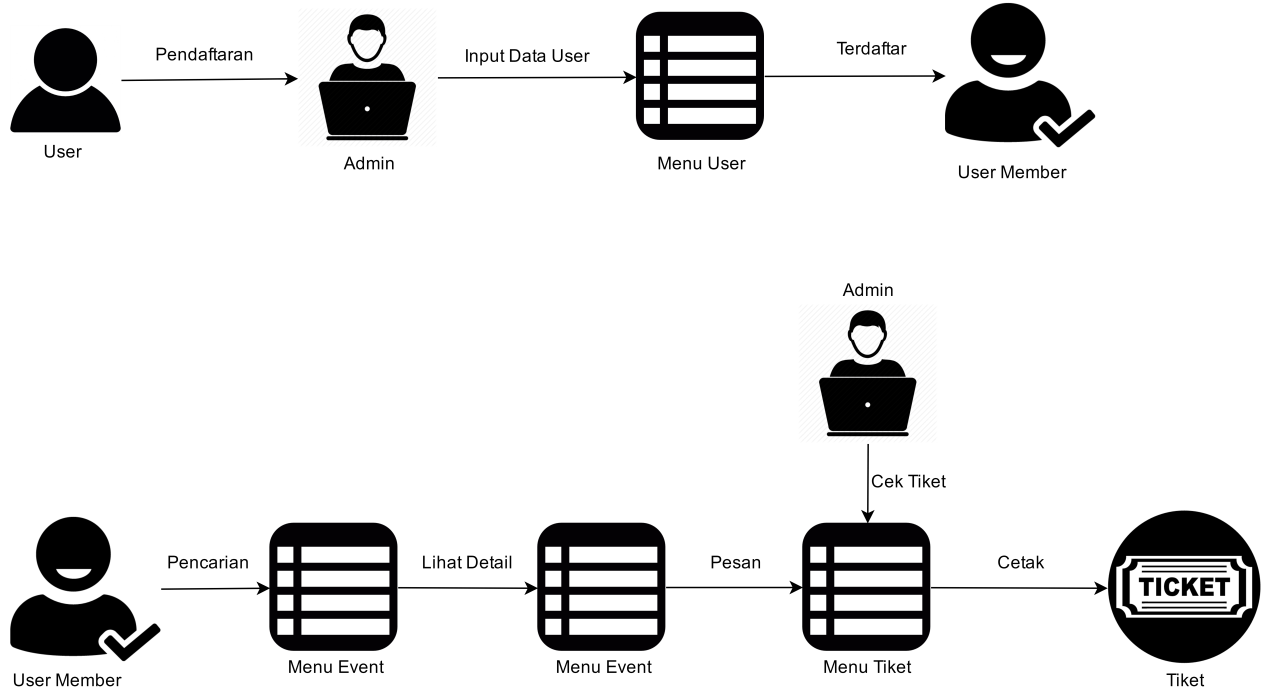 Pendaftaran
Input Data User
Terdaftar
User
Admin
Menu User
User Member
Admin
Cek Tiket
Pencarian
Lihat Detail
Pesan
Cetak
TICKET
User Member
Menu Event
Menu Event
Menu Tiket
Tiket